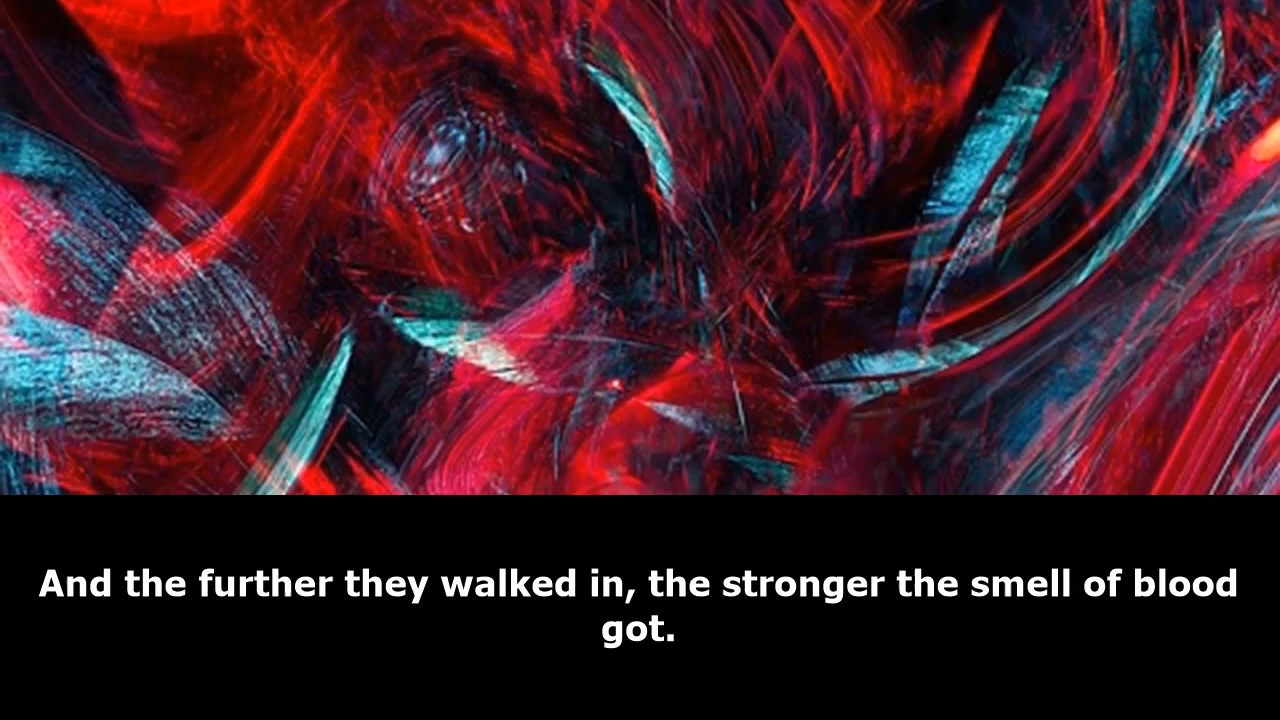 And the further they walked in, the stronger the smell of blood
got.